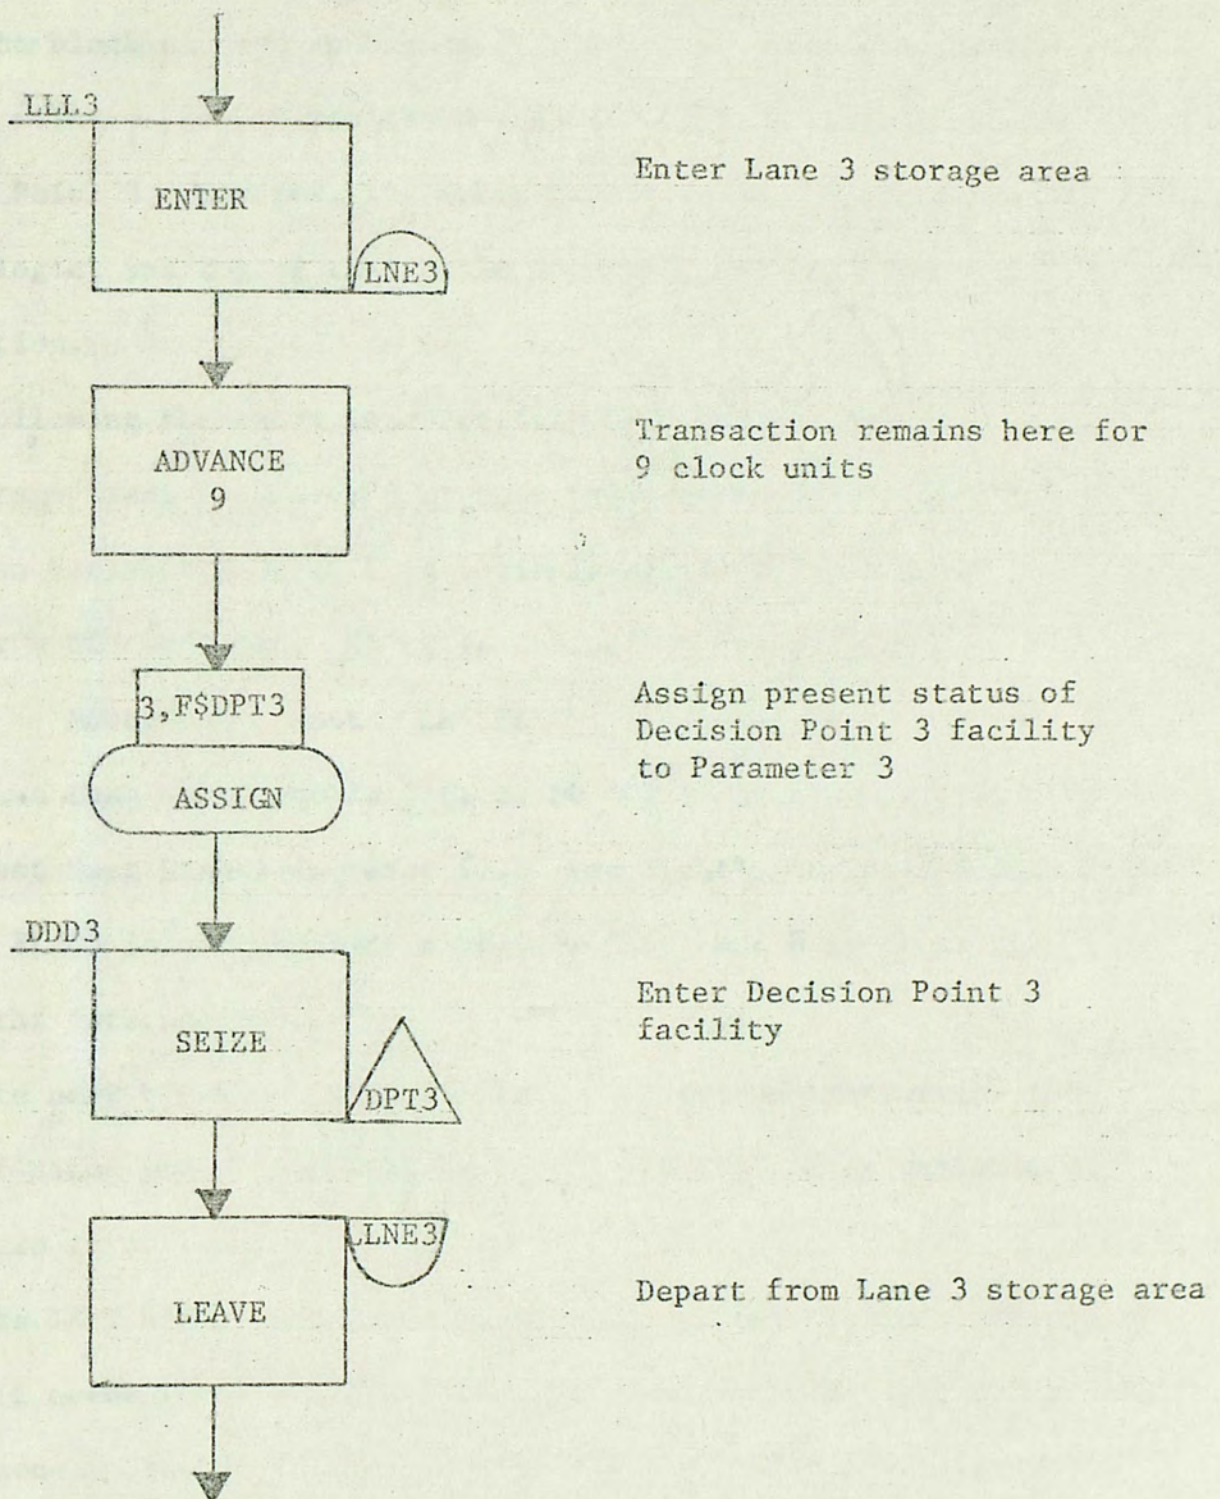 LLL3
ENTER
LNE3
Enter Lane 3 storage area
ADVANCE
9
Transaction remains here for
9 clock units
3,F$DPT3
ASSIGN
Assign present status of
Decision Point 3 facility
to Parameter 3
DDD3
SEIZE
DPT3
Enter Decision Point 3
facility
LNE3
LEAVE
Depart from Lane 3 storage area